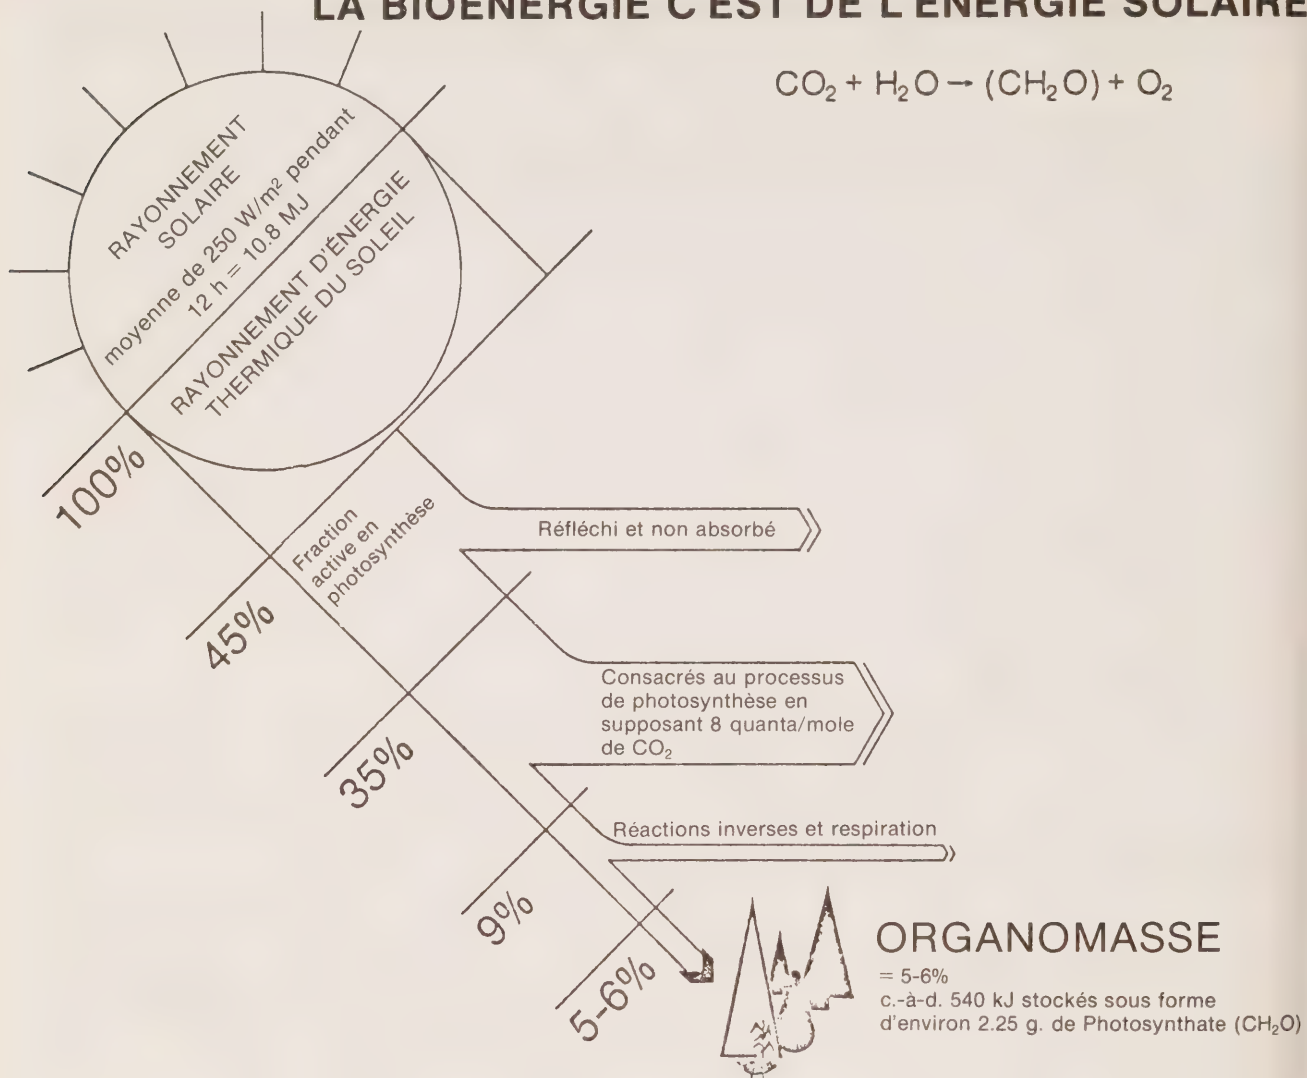 LA BIOÉNERGIE C'EST DE L'ÉNERGIE SOLAIRE
CO₂ + H₂O → (CH₂O) + O₂
RAYONNEMENT
SOLAIRE
moyenne de 250 W/m² pendant
12 h = 10.8 MJ
RAYONNEMENT D'ÉNERGIE
THERMIQUE DU SOLEIL
100%
Fraction
active en
photosynthèse
Réfléchi et non absorbé
45%
Consacrés au processus
de photosynthèse en
supposant 8 quanta/mole
de CO₂
35%
Réactions inverses et respiration
9%
5-6%
ORGANOMASSE
= 5-6%
c.-à-d. 540 kJ stockés sous forme
d'environ 2.25 g. de Photosynthate (CH₂O)